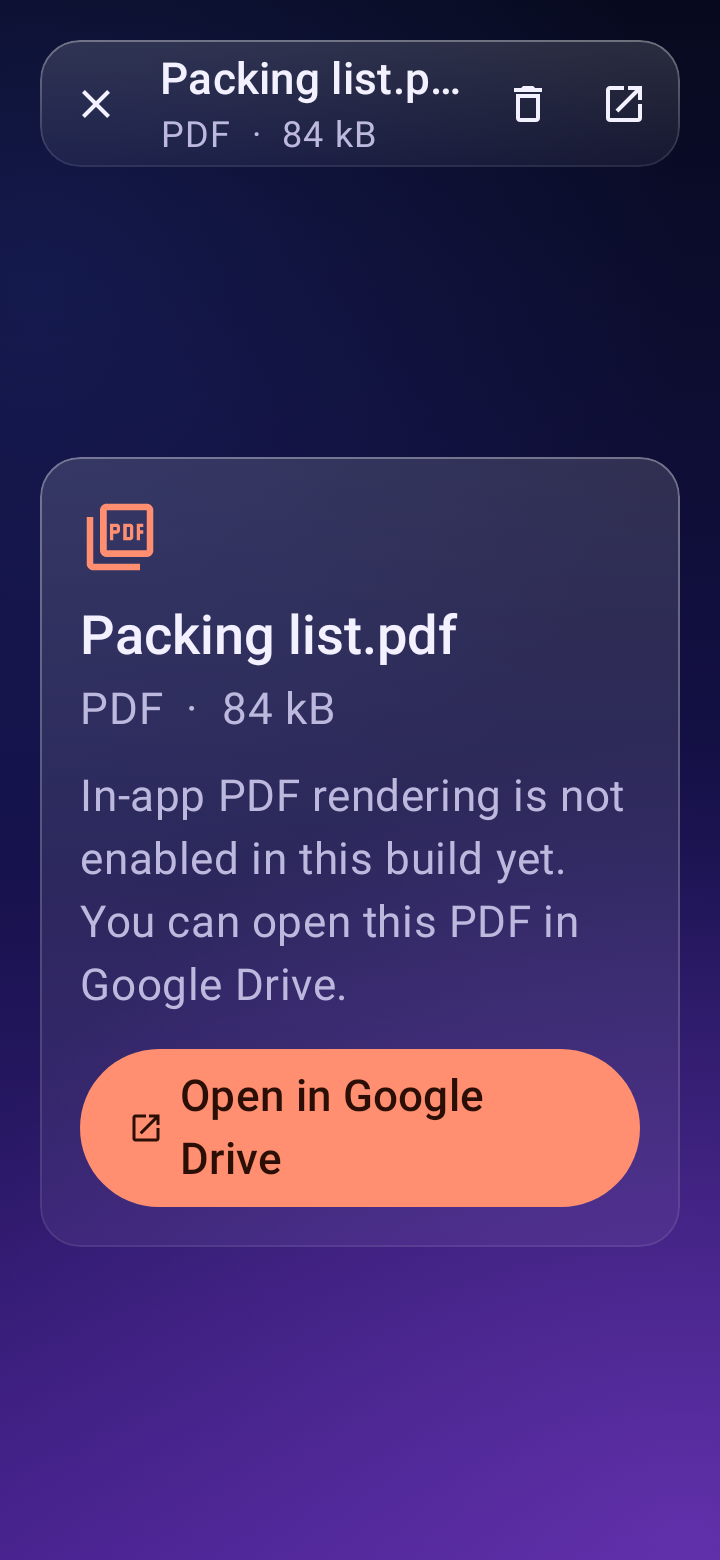 Packing list.p...
PDF · 84 kB
PDF
Packing list.pdf
PDF · 84 kB
In-app PDF rendering is not
enabled in this build yet.
You can open this PDF in
Google Drive.
Open in Google
Drive